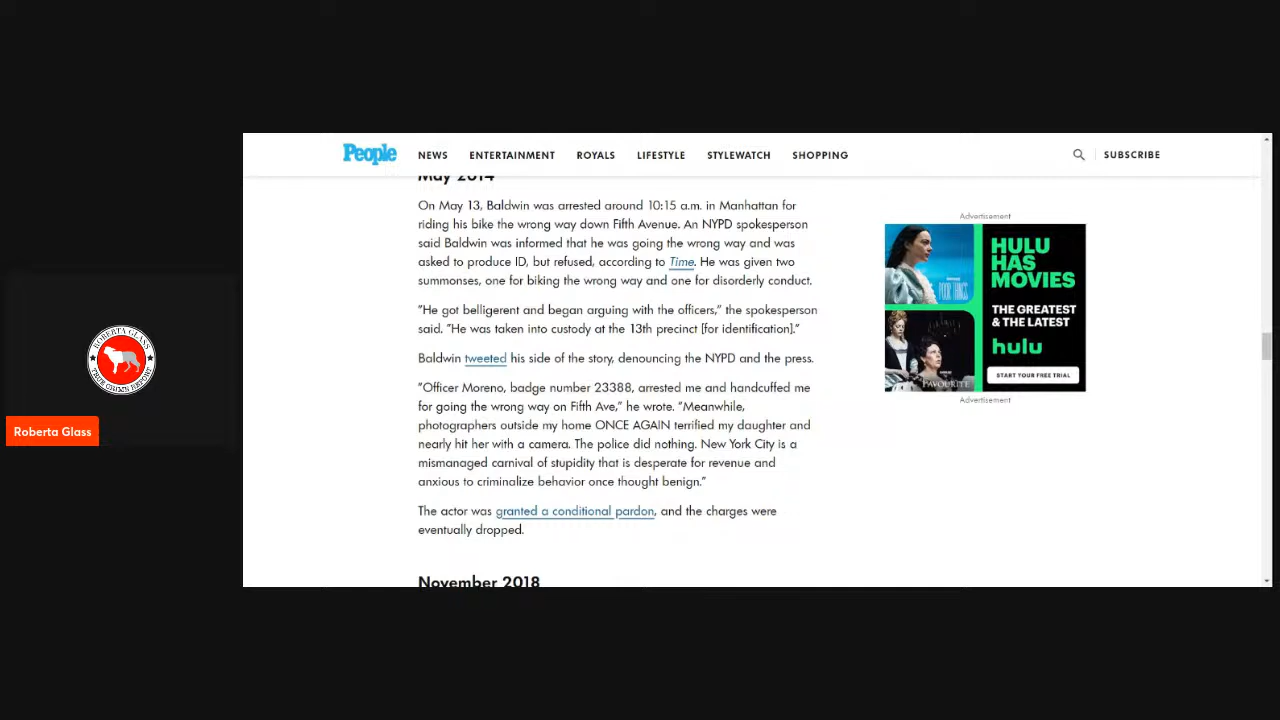 People
NEWS
ENTERTAINMENT
ROYALS
LIFESTYLE
STYLEWATCH
SHOPPING
SUBSCRIBE
May 2014
On May 13, Baldwin was arrested around 10:15 a.m. in Manhattan for
riding his bike the wrong way down Fifth Avenue. An NYPD spokesperson
said Baldwin was informed that he was going the wrong way and was
asked to produce ID, but refused, according to Time. He was given two
summonses, one for biking the wrong way and one for disorderly conduct.
"He got belligerent and began arguing with the officers," the spokesperson
said. "He was taken into custody at the 13th precinct [for identification]."
Baldwin tweeted his side of the story, denouncing the NYPD and the press.
"Officer Moreno, badge number 23388, arrested me and handcuffed me
for going the wrong way on Fifth Ave," he wrote. "Meanwhile,
photographers outside my home ONCE AGAIN terrified my daughter and
nearly hit her with a camera. The police did nothing. New York City is a
mismanaged carnival of stupidity that is desperate for revenue and
anxious to criminalize behavior once thought benign."
The actor was granted a conditional pardon, and the charges were
eventually dropped.
November 2018
Advertisement
POOR THINGS
FAVOURITE
HULU
HAS
MOVIES
THE GREATEST
& THE LATEST
hulu
START YOUR FREE TRIAL
Advertisement
ROBERTA GLASS
TRUE CRIME REPORT
Roberta Glass